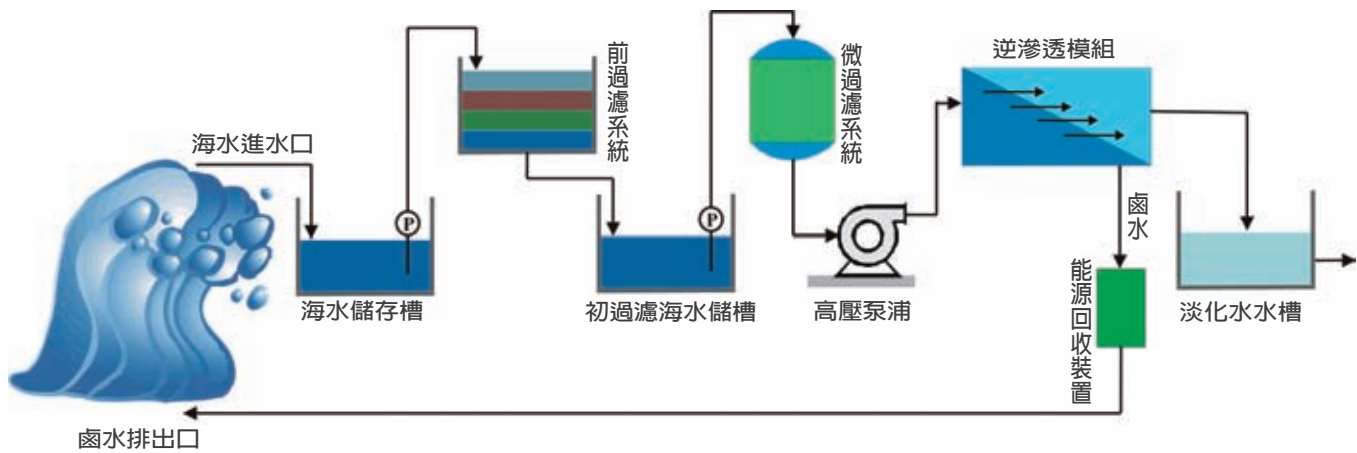 海水進水口
海水儲存槽
P
前過濾系統
初過濾海水儲槽
P
微過濾系統
高壓泵浦
逆滲透模組
鹵水
能源回收裝置
淡化水水槽
鹵水排出口